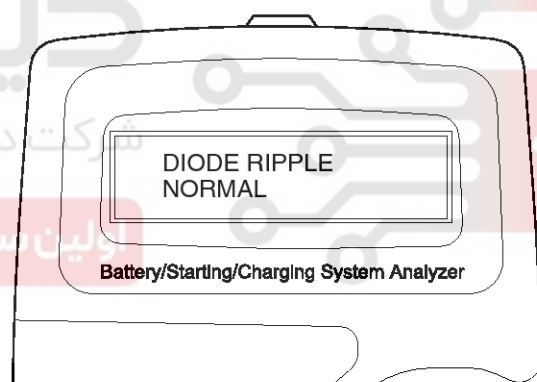 شرکت د
اولین س
DIODE RIPPLE
NORMAL
Battery/Starting/Charging System Analyzer